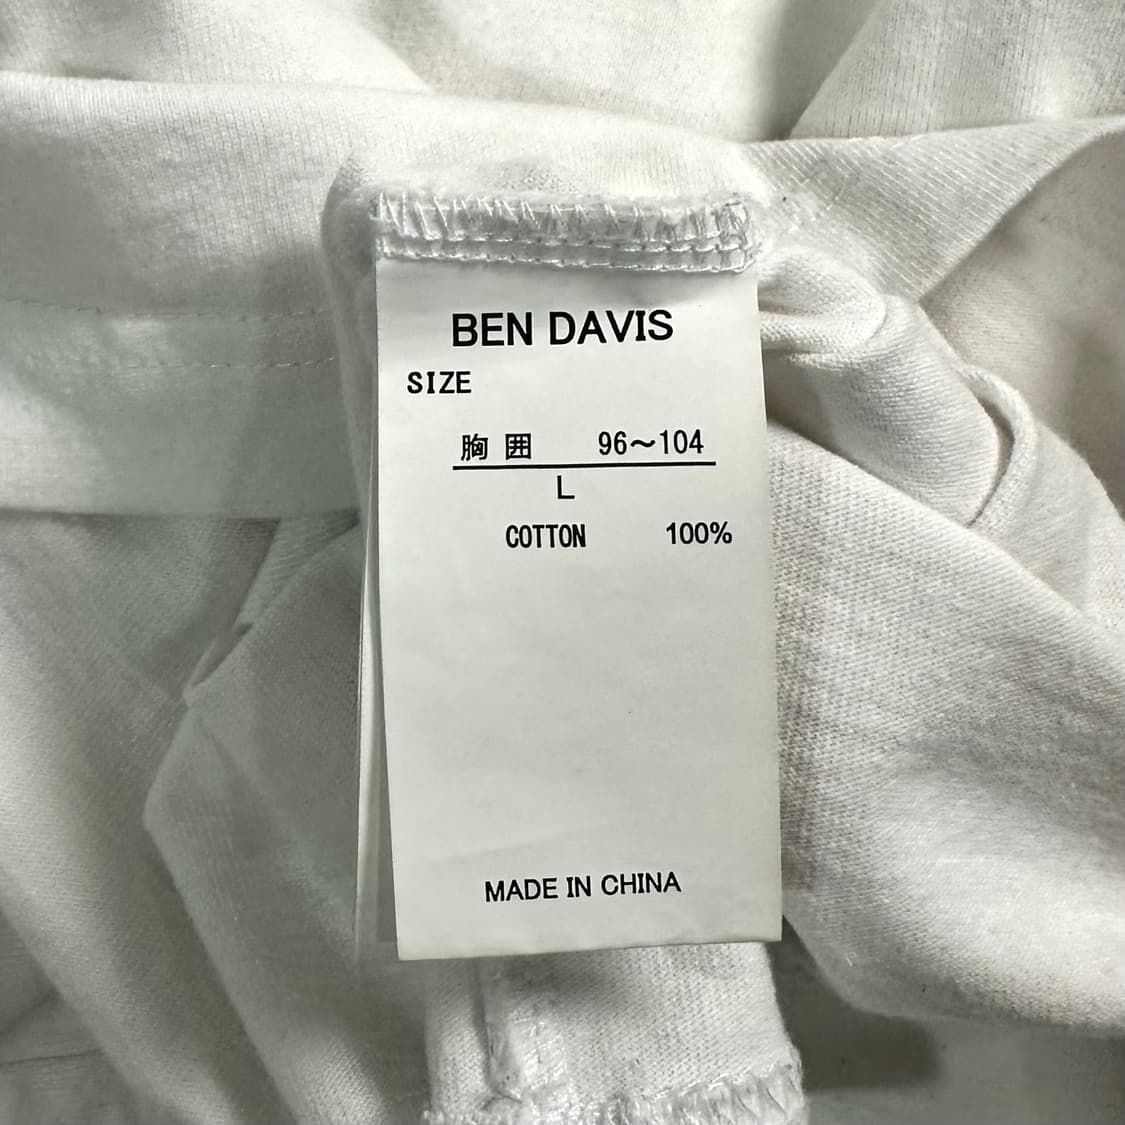 BEN DAVIS
SIZE
胸囲 96～104
L
COTTON 100%
MADE IN CHINA